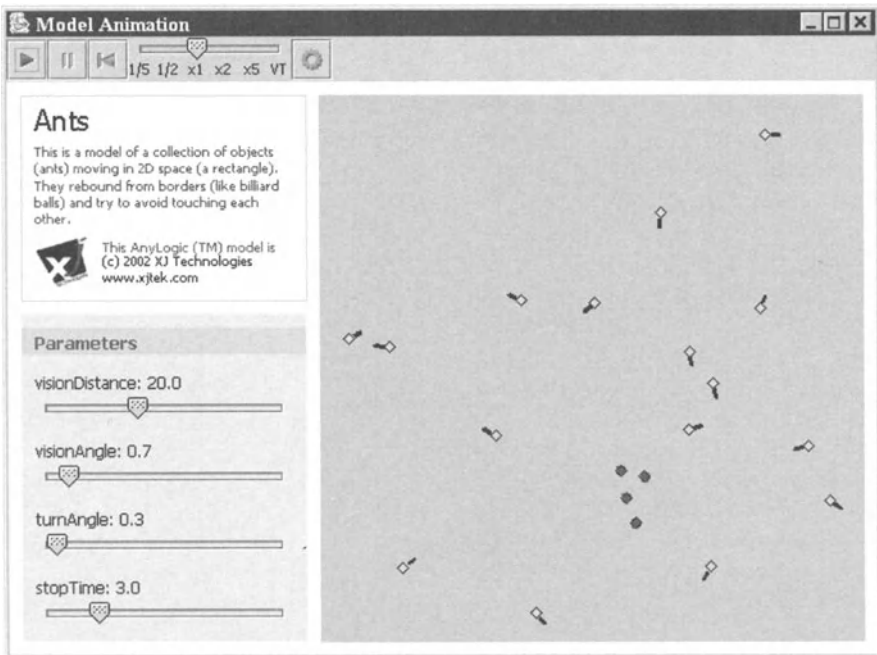 Model Animation
1/5 1/2 x1 x2 x5 VT
Ants
This is a model of a collection of objects
(ants) moving in 2D space (a rectangle).
They rebound from borders (like billiard
balls) and try to avoid touching each
other.
This AnyLogic (TM) model is
(c) 2002 XJ Technologies
www.xjtek.com
Parameters
visionDistance: 20.0
visionAngle: 0.7
turnAngle: 0.3
stopTime: 3.0